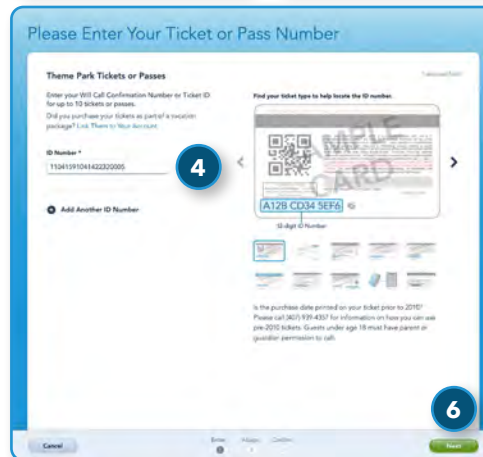 Please Enter Your Ticket or Pass Number
Theme Park Tickets or Passes
Enter your Will Call Confirmation Number or Ticket ID
for up to 10 tickets or passes.
Did you purchase your tickets as part of a vacation
package? Link Them to Your Account
ID Number *
11041591041422320005
4
Add Another ID Number
Find your ticket type to help locate the ID number.
SAMPLE
CARD
A12B CD34 5EF6
12-digit ID Number
Is the purchase date printed on your ticket prior to 2010?
Please call (407) 939-4357 for information on how you can use
pre-2010 tickets. Guests under age 18 must have parent or
guardian permission to call.
6
Cancel
Enter
Assign
Confirm
Next